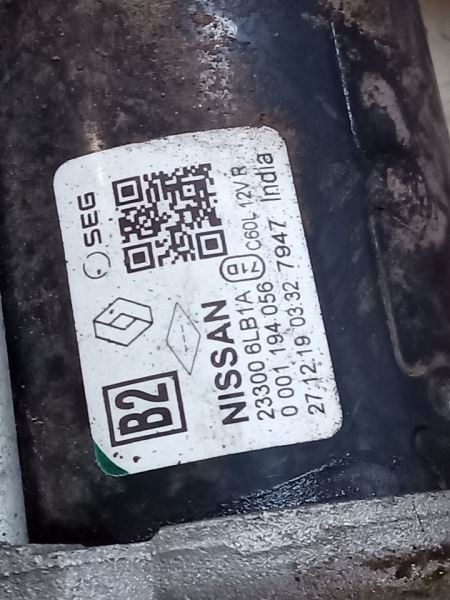 SEG
B2
NISSAN
23300 6LB1A C60L 12V R
0 001 194 056 India
27.12.19 03 32 7947